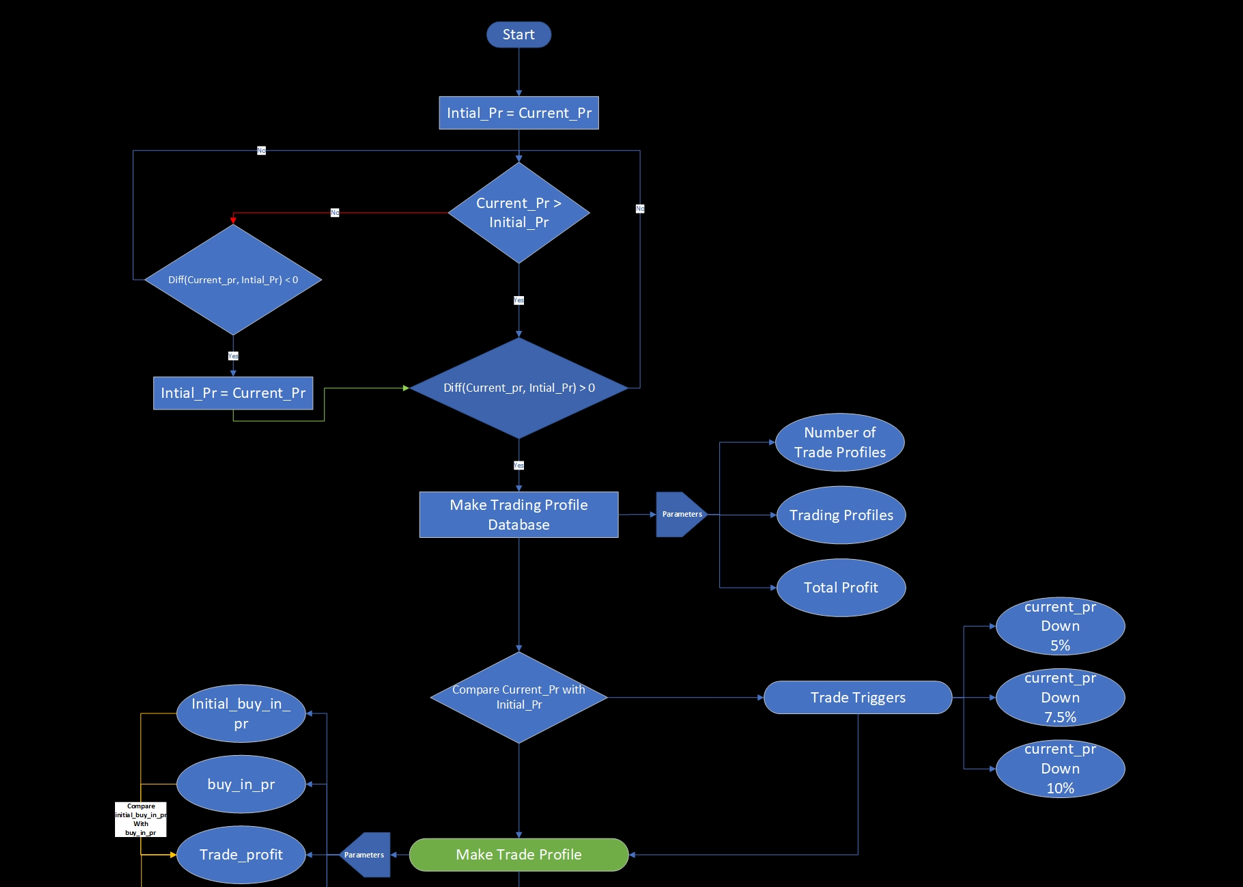 Start
Intial_Pr = Current_Pr
No
Current_Pr >
Initial_Pr
No
No
Diff(Current_pr, Intial_Pr) < 0
Yes
Yes
Intial_Pr = Current_Pr
Diff(Current_pr, Intial_Pr) > 0
Yes
Number of
Trade Profiles
Make Trading Profile
Database
Parameters
Trading Profiles
Total Profit
current_pr
Down
5%
Compare Current_Pr with
Initial_Pr
Trade Triggers
current_pr
Down
7.5%
current_pr
Down
10%
Initial_buy_in_
pr
buy_in_pr
Compare
initial_buy_in_pr
With
buy_in_pr
Trade_profit
Parameters
Make Trade Profile